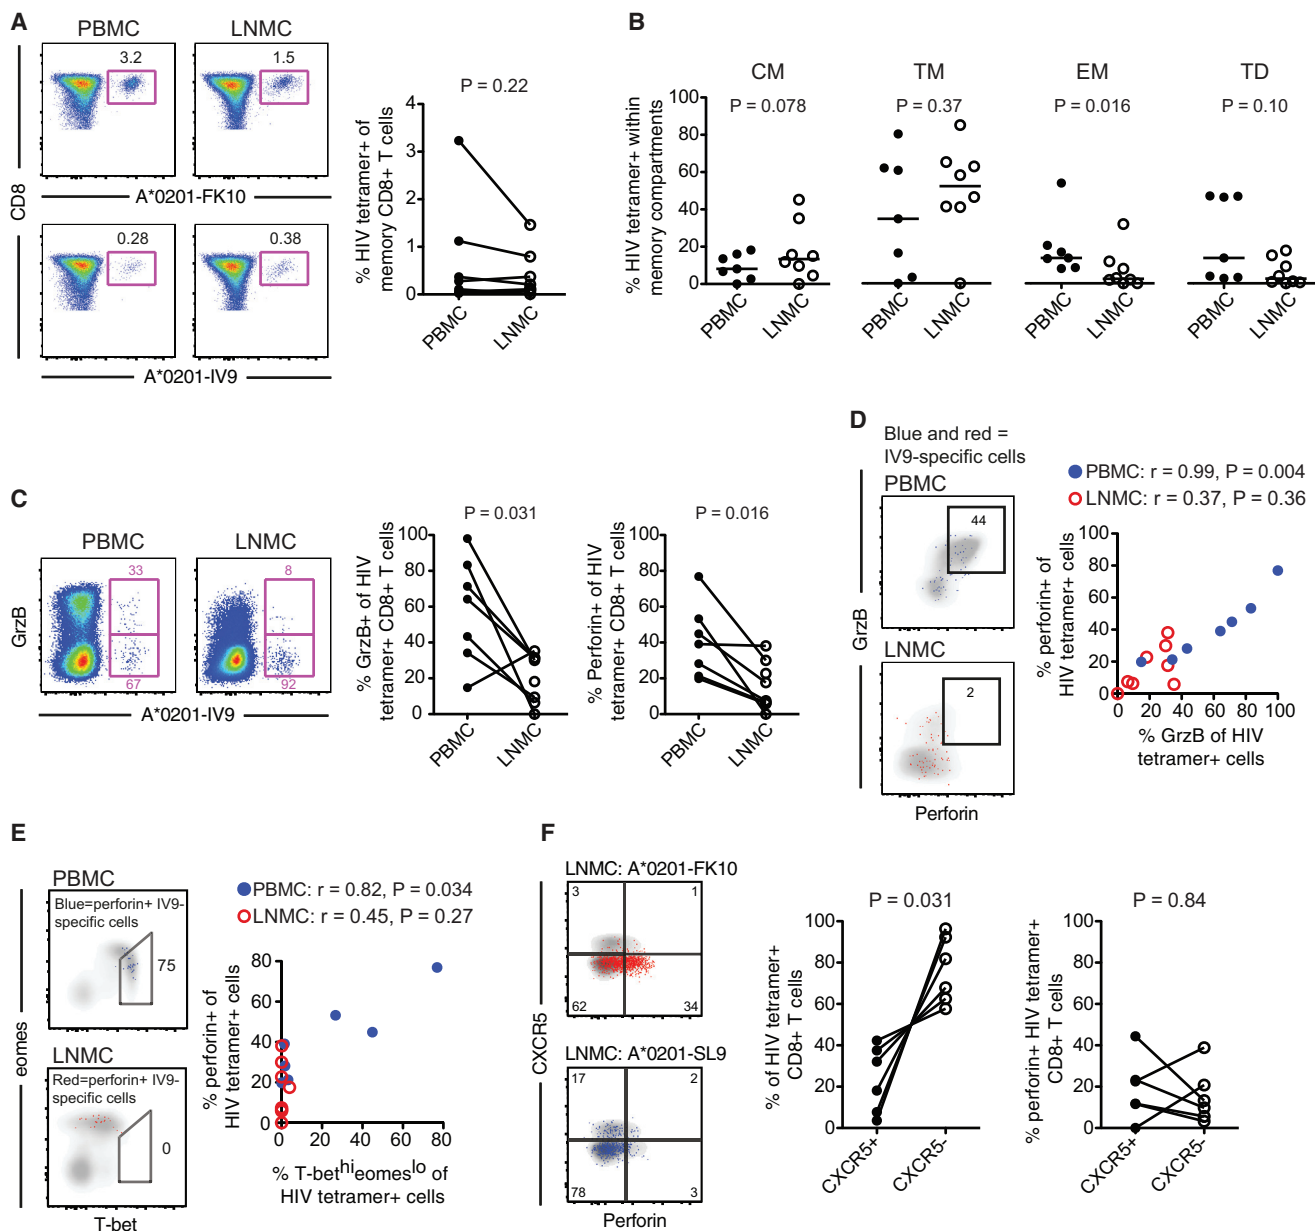 A
PBMC
LNMC
3.2
1.5
A*0201-FK10
CD8
0.28
0.38
A*0201-IV9
P = 0.22
% HIV tetramer+ of
memory CD8+ T cells
4
3
2
1
0
PBMC
LNMC
B
CM
TM
EM
TD
P = 0.078
P = 0.37
P = 0.016
P = 0.10
% HIV tetramer+ within
memory compartments
100
80
60
40
20
0
PBMC
LNMC
PBMC
LNMC
PBMC
LNMC
PBMC
LNMC
C
PBMC
LNMC
33
8
67
92
GrzB
A*0201-IV9
P = 0.031
% GrzB+ of HIV
tetramer+ CD8+ T cells
100
80
60
40
20
0
PBMC
LNMC
P = 0.016
% Perforin+ of HIV
tetramer+ CD8+ T cells
100
80
60
40
20
0
PBMC
LNMC
D
Blue and red =
IV9-specific cells
PBMC
44
GrzB
LNMC
2
Perforin
PBMC: r = 0.99, P = 0.004
LNMC: r = 0.37, P = 0.36
% perforin+ of
HIV tetramer+ cells
100
80
60
40
20
0
0
20
40
60
80
100
% GrzB of HIV
tetramer+ cells
E
PBMC
Blue=perforin+ IV9-
specific cells
75
eomes
LNMC
Red=perforin+ IV9-
specific cells
0
T-bet
PBMC: r = 0.82, P = 0.034
LNMC: r = 0.45, P = 0.27
% perforin+ of
HIV tetramer+ cells
80
60
40
20
0
0
20
40
60
80
% T-bethieomeslo of
HIV tetramer+ cells
F
LNMC: A*0201-FK10
3
1
62
34
CXCR5
LNMC: A*0201-SL9
17
2
78
3
Perforin
P = 0.031
% of HIV tetramer+
CD8+ T cells
100
80
60
40
20
0
CXCR5+
CXCR5-
P = 0.84
% perforin+ HIV tetramer+
CD8+ T cells
100
80
60
40
20
0
CXCR5+
CXCR5-